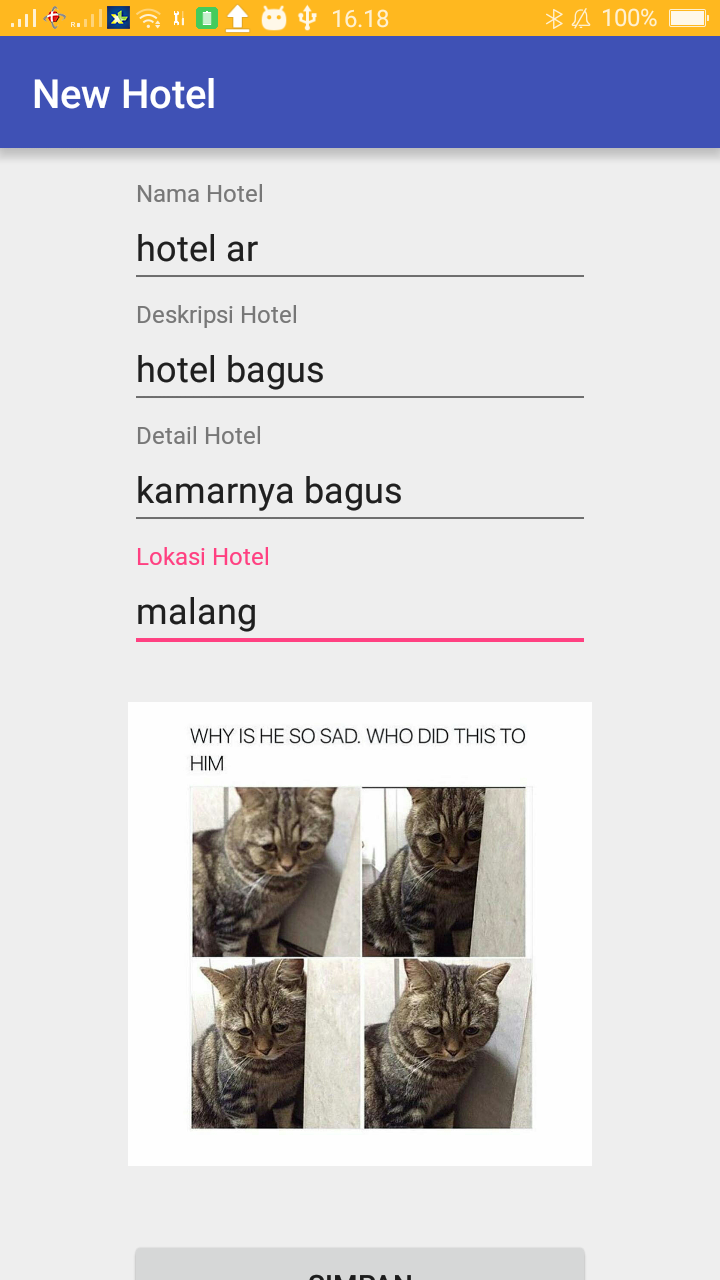 16.18
100%
New Hotel
Nama Hotel
hotel ar
Deskripsi Hotel
hotel bagus
Detail Hotel
kamarnya bagus
Lokasi Hotel
malang
WHY IS HE SO SAD. WHO DID THIS TO
HIM
SIMPAN